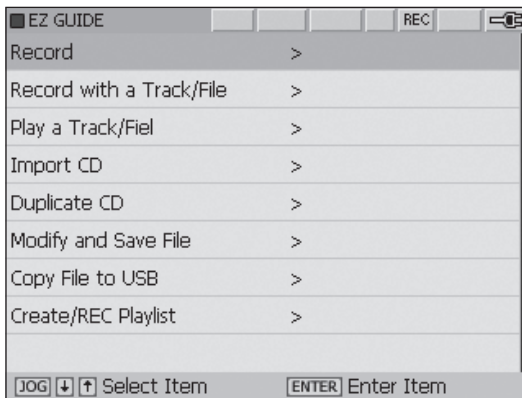 EZ GUIDE REC
Record >
Record with a Track/File >
Play a Track/Fiel >
Import CD >
Duplicate CD >
Modify and Save File >
Copy File to USB >
Create/REC Playlist >
JOG ↓ ↑ Select Item ENTER Enter Item